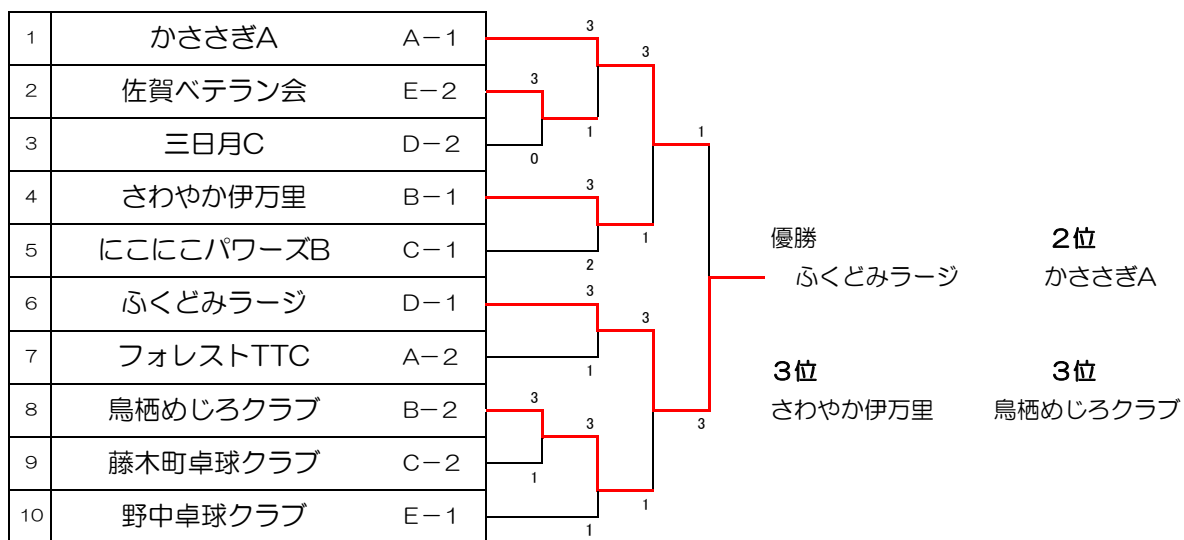 1 かささぎA A－1
2 佐賀ベテラン会 E－2
3 三日月C D－2
4 さわやか伊万里 B－1
5 にこにこパワーズB C－1
6 ふくどみラージ D－1
7 フォレストTTC A－2
8 鳥栖めじろクラブ B－2
9 藤木町卓球クラブ C－2
10 野中卓球クラブ E－1
3
3
3
1
1
0
3
1
2
3
3
1
3
3
3
1
1
1
優勝 2位
ふくどみラージ かささぎA
3位 3位
さわやか伊万里 鳥栖めじろクラブ